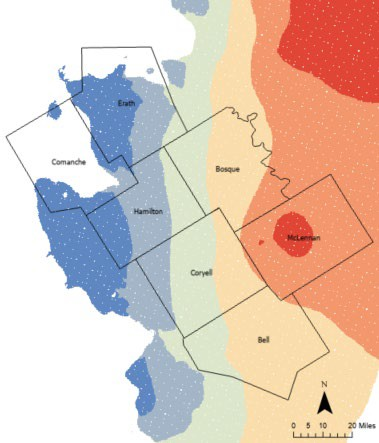 Erath
Comanche
Bosque
Hamilton
McLennan
Coryell
Bell
N
0 5 10 20 Miles